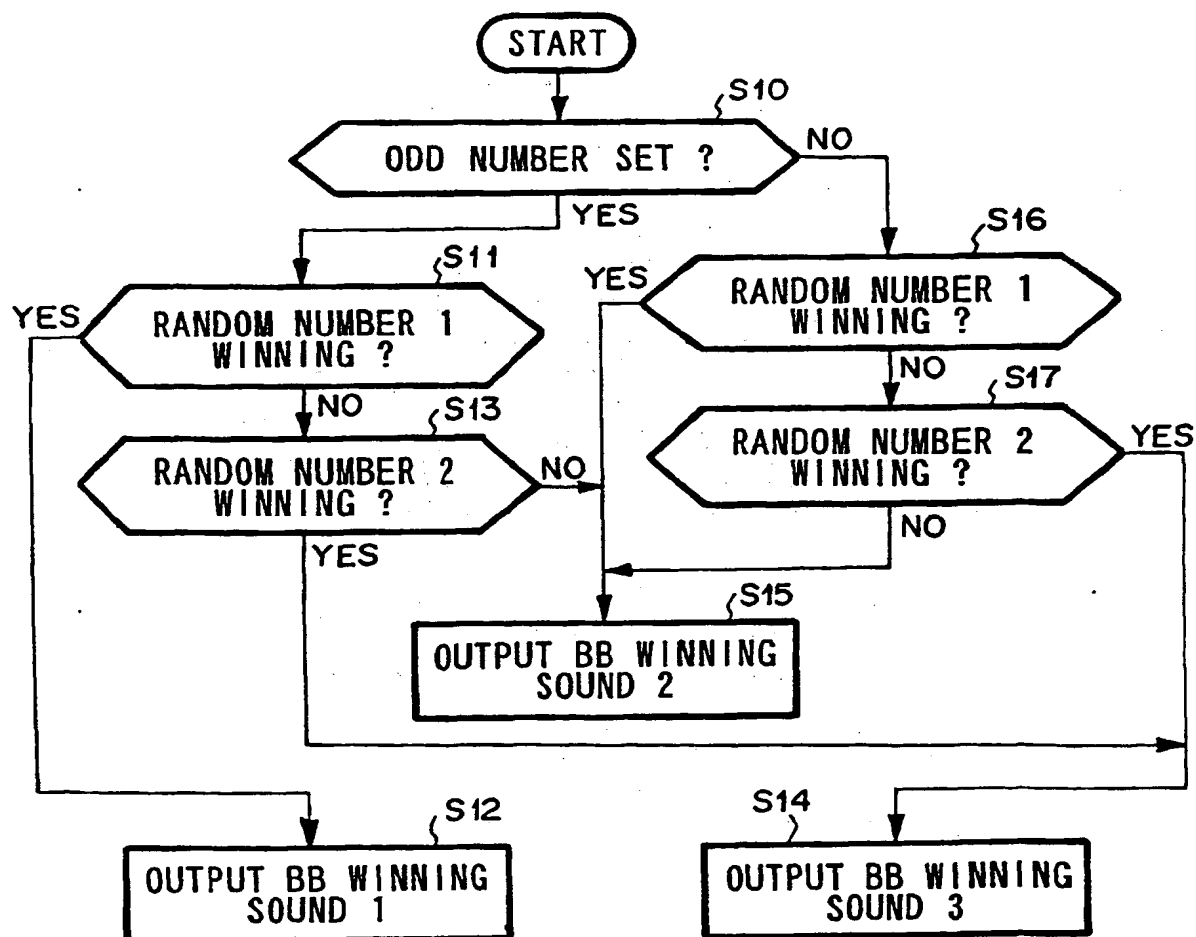 START
S10
ODD NUMBER SET ?
NO
YES
S11
YES
RANDOM NUMBER 1
WINNING ?
NO
S13
RANDOM NUMBER 2
WINNING ?
NO
YES
S16
YES
RANDOM NUMBER 1
WINNING ?
NO
S17
RANDOM NUMBER 2
WINNING ?
YES
NO
S15
OUTPUT BB WINNING
SOUND 2
S12
OUTPUT BB WINNING
SOUND 1
S14
OUTPUT BB WINNING
SOUND 3